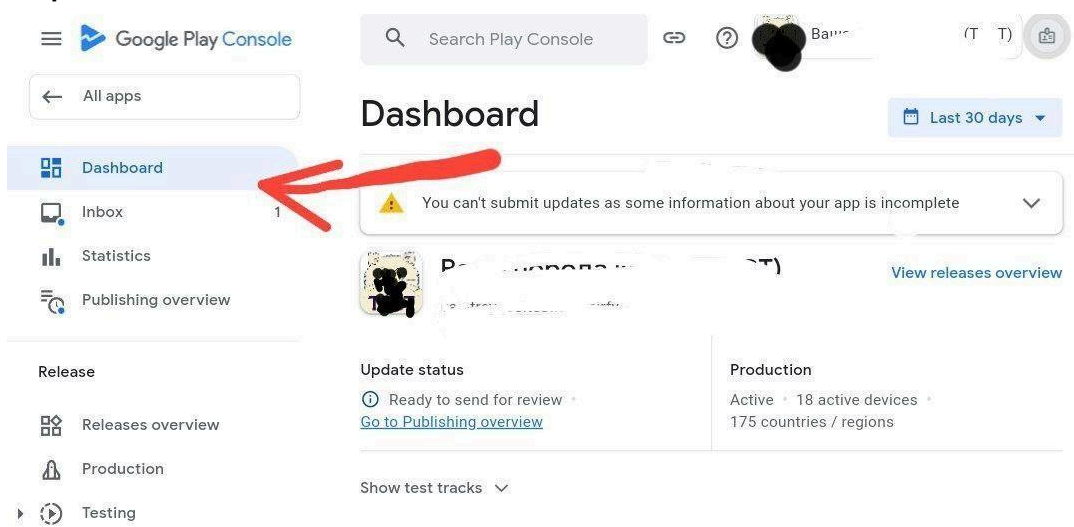 Google Play Console
Search Play Console
All apps
Dashboard
Inbox
1
Statistics
Publishing overview
Release
Releases overview
Production
Testing
Dashboard
Last 30 days
You can't submit updates as some information about your app is incomplete
View releases overview
Update status
Ready to send for review
Go to Publishing overview
Production
Active • 18 active devices •
175 countries / regions
Show test tracks